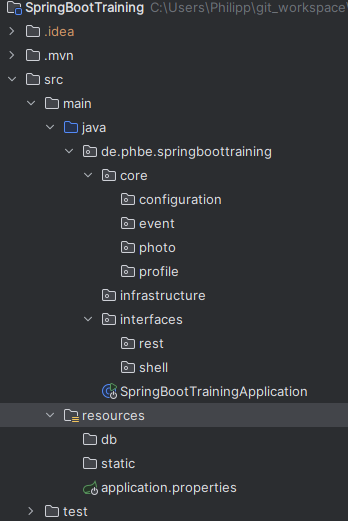 SpringBootTraining C:\Users\Philipp\git_workspace\
.idea
.mvn
src
main
java
de.phbe.springboottraining
core
configuration
event
photo
profile
infrastructure
interfaces
rest
shell
SpringBootTrainingApplication
resources
db
static
application.properties
test